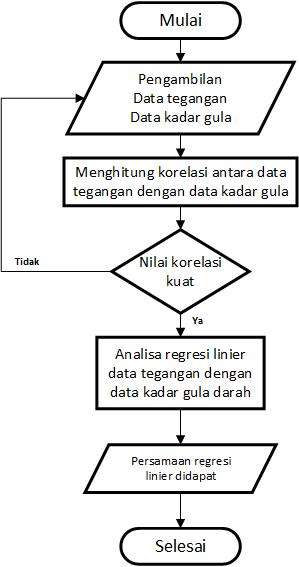 Mulai
Pengambilan
Data tegangan
Data kadar gula
Menghitung korelasi antara data
tegangan dengan data kadar gula
Nilai korelasi
kuat
Tidak
Ya
Analisa regresi linier
data tegangan dengan
data kadar gula darah
Persamaan regresi
linier didapat
Selesai